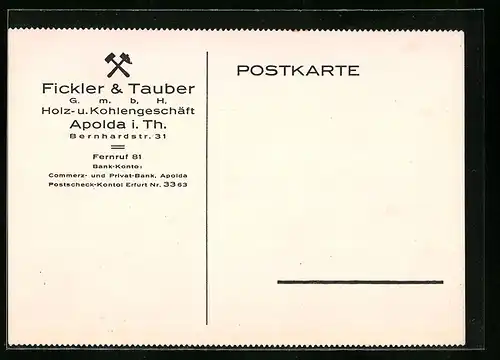 Fickler & Tauber
G. m. b. H.
Holz- u. Kohlengeschäft
Apolda i. Th.
Bernhardstr. 31
Fernruf 81
Bank-Konto:
Commerz- und Privat-Bank, Apolda
Postscheck-Konto: Erfurt Nr. 3363
POSTKARTE